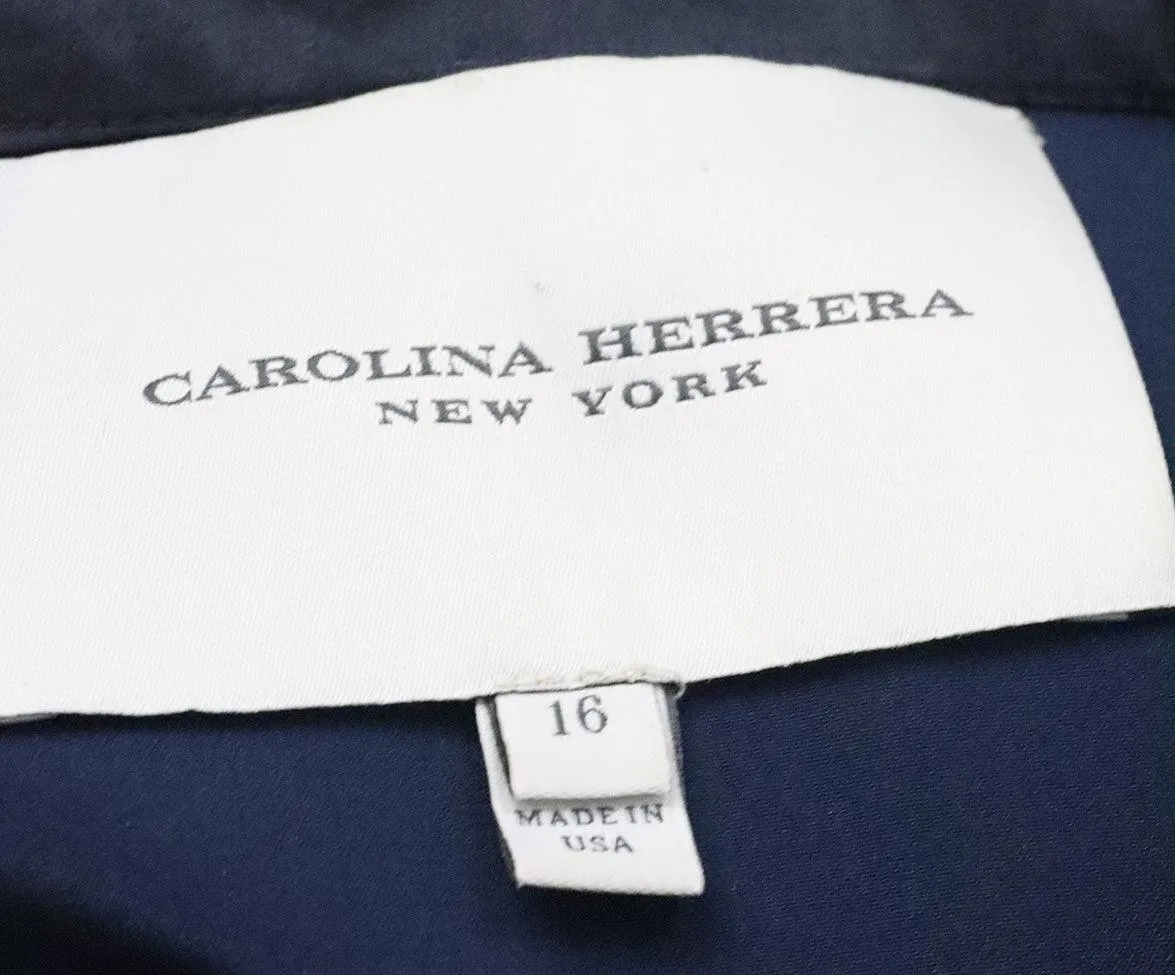 CAROLINA HERRERA
NEW YORK
16
MADE IN
USA